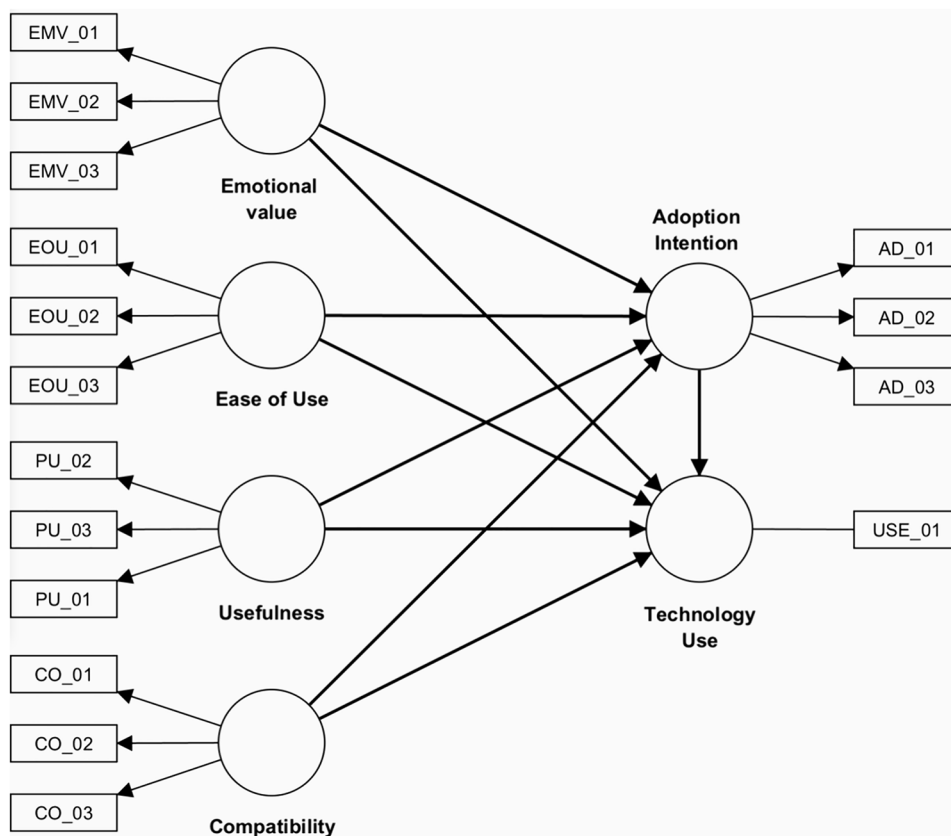 EMV_01
EMV_02
EMV_03
Emotional
value
EOU_01
EOU_02
EOU_03
Ease of Use
PU_02
PU_03
PU_01
Usefulness
CO_01
CO_02
CO_03
Compatibility
Adoption
Intention
AD_01
AD_02
AD_03
USE_01
Technology
Use